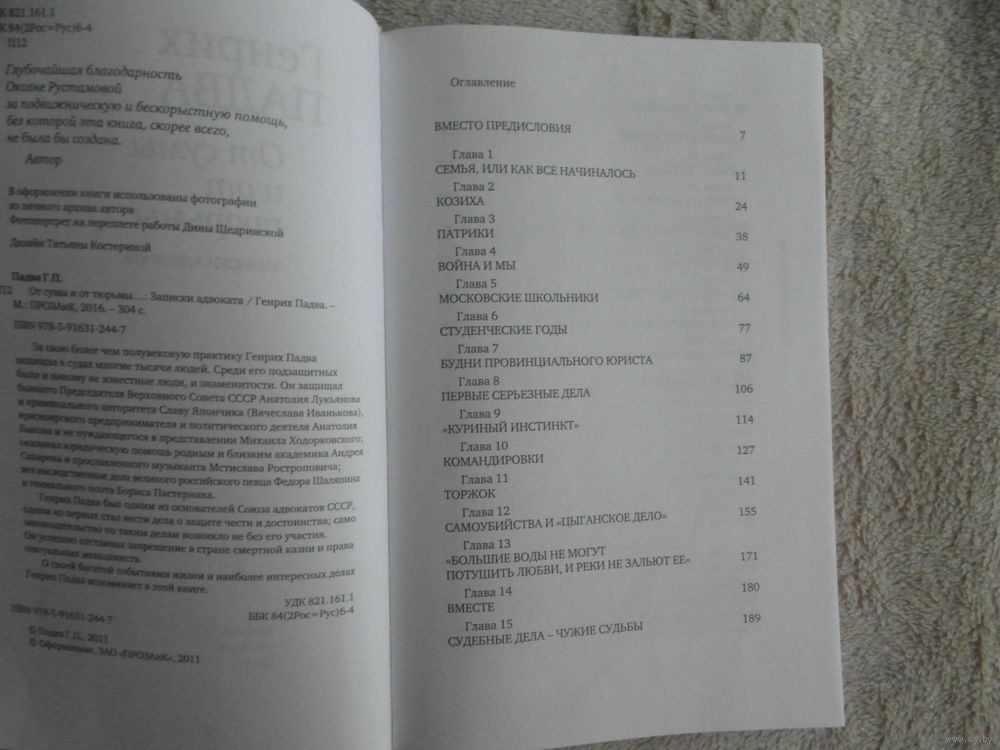 К 821.161.1
К 84(2Рос=Рус)6-4
П12
Глубочайшая благодарность
Оксане Рустамовой
за подвижническую и бескорыстную помощь,
без которой эта книга, скорее всего,
не была бы создана.
Автор
В оформлении книги использованы фотографии
из личного архива автора
Фотопортрет на переплете работы Дины Щедринской
Дизайн Татьяны Костериной
Падва Г.П.
П12 От сумы и от тюрьмы…: Записки адвоката / Генрих Падва. –
М.: ПРОЗАиК, 2016. – 304 с.
ISBN 978-5-91631-244-7
За свою более чем полувековую практику Генрих Падва
защищал в судах многие тысячи людей. Среди его подзащитных
были и никому не известные люди, и знаменитости. Он защищал
бывшего Председателя Верховного Совета СССР Анатолия Лукьянова
и криминального авторитета Славу Япончика (Вячеслава Иванькова),
красноярского предпринимателя и политического деятеля Анатолия
Быкова и не нуждающегося в представлении Михаила Ходорковского;
оказывал юридическую помощь родным и близким академика Андрея
Сахарова и прославленного музыканта Мстислава Ростроповича;
вел наследственные дела великого российского певца Федора Шаляпина
и гениального поэта Бориса Пастернака.
Генрих Падва был одним из основателей Союза адвокатов СССР,
одним из первых стал вести дела о защите чести и достоинства; само
законодательство по таким делам возникло не без его участия.
Он успешно отстаивал запрещение в стране смертной казни и права
сексуальных меньшинств.
О своей богатой событиями жизни и наиболее интересных делах
Генрих Падва вспоминает в этой книге.
УДК 821.161.1
ББК 84(2Рос=Рус)6-4
ISBN 978-5-91631-244-7
© Падва Г.П., 2011
© Оформление. ЗАО «ПРОЗАиК», 2011
Оглавление
ВМЕСТО ПРЕДИСЛОВИЯ 7
Глава 1
СЕМЬЯ, ИЛИ КАК ВСЕ НАЧИНАЛОСЬ 11
Глава 2
КОЗИХА 24
Глава 3
ПАТРИКИ 38
Глава 4
ВОЙНА И МЫ 49
Глава 5
МОСКОВСКИЕ ШКОЛЬНИКИ 64
Глава 6
СТУДЕНЧЕСКИЕ ГОДЫ 77
Глава 7
БУДНИ ПРОВИНЦИАЛЬНОГО ЮРИСТА 87
Глава 8
ПЕРВЫЕ СЕРЬЕЗНЫЕ ДЕЛА 106
Глава 9
«КУРИНЫЙ ИНСТИНКТ» 114
Глава 10
КОМАНДИРОВКИ 127
Глава 11
ТОРЖОК 141
Глава 12
САМОУБИЙСТВА И «ЦЫГАНСКОЕ ДЕЛО» 155
Глава 13
«БОЛЬШИЕ ВОДЫ НЕ МОГУТ
ПОТУШИТЬ ЛЮБВИ, И РЕКИ НЕ ЗАЛЬЮТ ЕЕ» 171
Глава 14
ВМЕСТЕ 180
Глава 15
СУДЕБНЫЕ ДЕЛА – ЧУЖИЕ СУДЬБЫ 189
www.ay.by